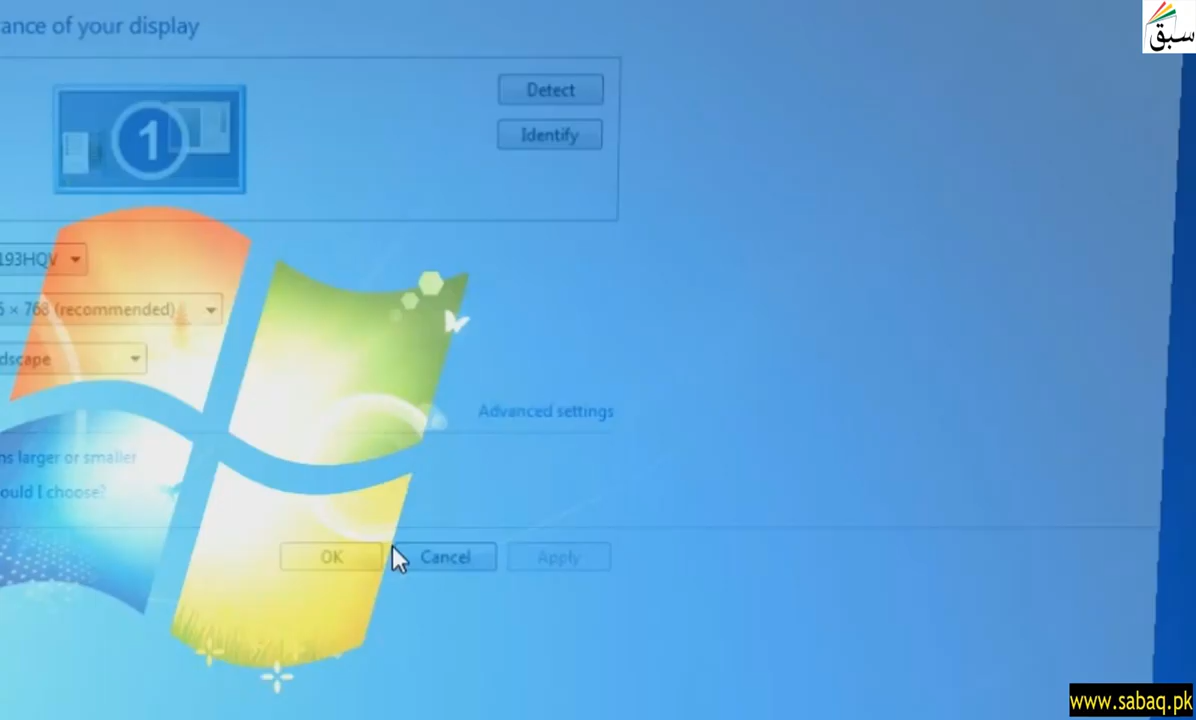 ance of your display
سبق
Detect
1
Identify
193HQV
× 768 (recommended)
dscape
Advanced settings
ns larger or smaller
ould I choose?
OK
Cancel
Apply
www.sabaq.pk